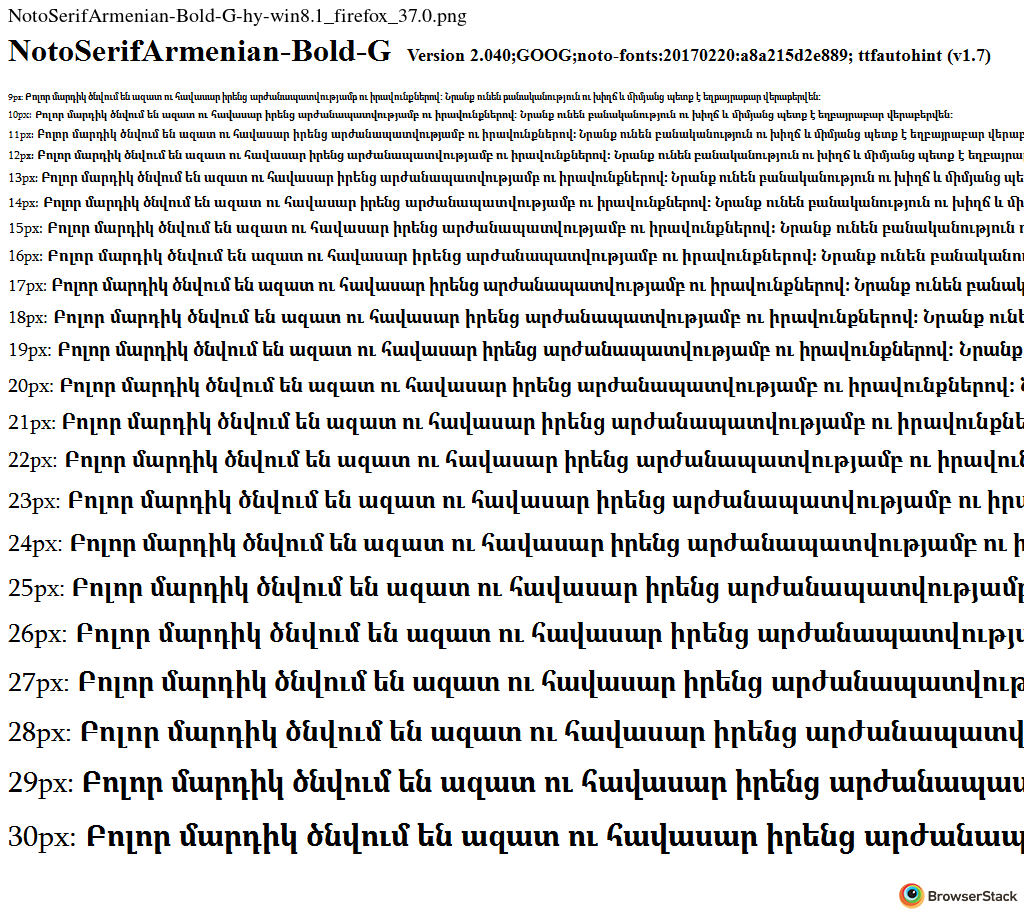 NotoSerifArmenian-Bold-G-hy-win8.1_firefox_37.0.png
NotoSerifArmenian-Bold-G Version 2.040;GOOG;noto-fonts:20170220:a8a215d2e889; ttfautohint (v1.7)
9px: Բոլոր մարդիկ ծնվում են ազատ ու հավասար իրենց արժանապատվությամբ ու իրավունքներով։ Նրանք ունեն բանականություն ու խիղճ և միմյանց պետք է եղբայրաբար վերաբերվեն։
10px: Բոլոր մարդիկ ծնվում են ազատ ու հավասար իրենց արժանապատվությամբ ու իրավունքներով։ Նրանք ունեն բանականություն ու խիղճ և միմյանց պետք է եղբայրաբար վերաբերվեն։
11px: Բոլոր մարդիկ ծնվում են ազատ ու հավասար իրենց արժանապատվությամբ ու իրավունքներով։ Նրանք ունեն բանականություն ու խիղճ և միմյանց պետք է եղբայրաբար վերաբ
12px: Բոլոր մարդիկ ծնվում են ազատ ու հավասար իրենց արժանապատվությամբ ու իրավունքներով։ Նրանք ունեն բանականություն ու խիղճ և միմյանց պետք է եղբայրա
13px: Բոլոր մարդիկ ծնվում են ազատ ու հավասար իրենց արժանապատվությամբ ու իրավունքներով։ Նրանք ունեն բանականություն ու խիղճ և միմյանց պե
14px: Բոլոր մարդիկ ծնվում են ազատ ու հավասար իրենց արժանապատվությամբ ու իրավունքներով։ Նրանք ունեն բանականություն ու խիղճ և մի
15px: Բոլոր մարդիկ ծնվում են ազատ ու հավասար իրենց արժանապատվությամբ ու իրավունքներով։ Նրանք ունեն բանականություն
16px: Բոլոր մարդիկ ծնվում են ազատ ու հավասար իրենց արժանապատվությամբ ու իրավունքներով։ Նրանք ունեն բանականու
17px: Բոլոր մարդիկ ծնվում են ազատ ու հավասար իրենց արժանապատվությամբ ու իրավունքներով։ Նրանք ունեն բանակ
18px: Բոլոր մարդիկ ծնվում են ազատ ու հավասար իրենց արժանապատվությամբ ու իրավունքներով։ Նրանք ունե
19px: Բոլոր մարդիկ ծնվում են ազատ ու հավասար իրենց արժանապատվությամբ ու իրավունքներով։ Նրանք
20px: Բոլոր մարդիկ ծնվում են ազատ ու հավասար իրենց արժանապատվությամբ ու իրավունքներով։
21px: Բոլոր մարդիկ ծնվում են ազատ ու հավասար իրենց արժանապատվությամբ ու իրավունքնե
22px: Բոլոր մարդիկ ծնվում են ազատ ու հավասար իրենց արժանապատվությամբ ու իրավուն
23px: Բոլոր մարդիկ ծնվում են ազատ ու հավասար իրենց արժանապատվությամբ ու իրա
24px: Բոլոր մարդիկ ծնվում են ազատ ու հավասար իրենց արժանապատվությամբ ու ի
25px: Բոլոր մարդիկ ծնվում են ազատ ու հավասար իրենց արժանապատվությամբ
26px: Բոլոր մարդիկ ծնվում են ազատ ու հավասար իրենց արժանապատվությա
27px: Բոլոր մարդիկ ծնվում են ազատ ու հավասար իրենց արժանապատվութ
28px: Բոլոր մարդիկ ծնվում են ազատ ու հավասար իրենց արժանապատվ
29px: Բոլոր մարդիկ ծնվում են ազատ ու հավասար իրենց արժանապատ
30px: Բոլոր մարդիկ ծնվում են ազատ ու հավասար իրենց արժանապ
BrowserStack